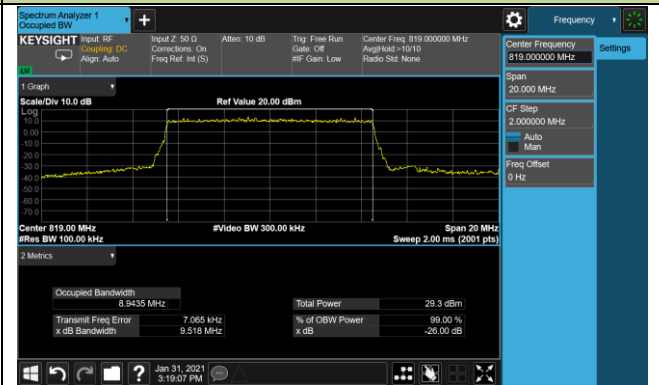 Spectrum Analyzer 1
Occupied BW
Frequency
KEYSIGHT
Input: RF
Coupling: DC
Align: Auto
Input Z: 50 Ω
Corrections: On
Freq Ref: Int (S)
Atten: 10 dB
Trig: Free Run
Gate: Off
#IF Gain: Low
Center Freq: 819.000000 MHz
Avg|Hold:>10/10
Radio Std: None
Center Frequency
819.000000 MHz
Settings
Span
20.000 MHz
CF Step
2.000000 MHz
Auto
Man
Freq Offset
0 Hz
1 Graph
Scale/Div 10.0 dB
Ref Value 20.00 dBm
Log
10.0
0.00
-10.0
-20.0
-30.0
-40.0
-50.0
-60.0
-70.0
Center 819.00 MHz
#Video BW 300.00 kHz
Span 20 MHz
#Res BW 100.00 kHz
Sweep 2.00 ms (2001 pts)
2 Metrics
Occupied Bandwidth
8.9435 MHz
Total Power 29.3 dBm
Transmit Freq Error 7.065 kHz
% of OBW Power 99.00 %
x dB Bandwidth 9.518 MHz
x dB -26.00 dB
?
Jan 31, 2021
3:19:07 PM